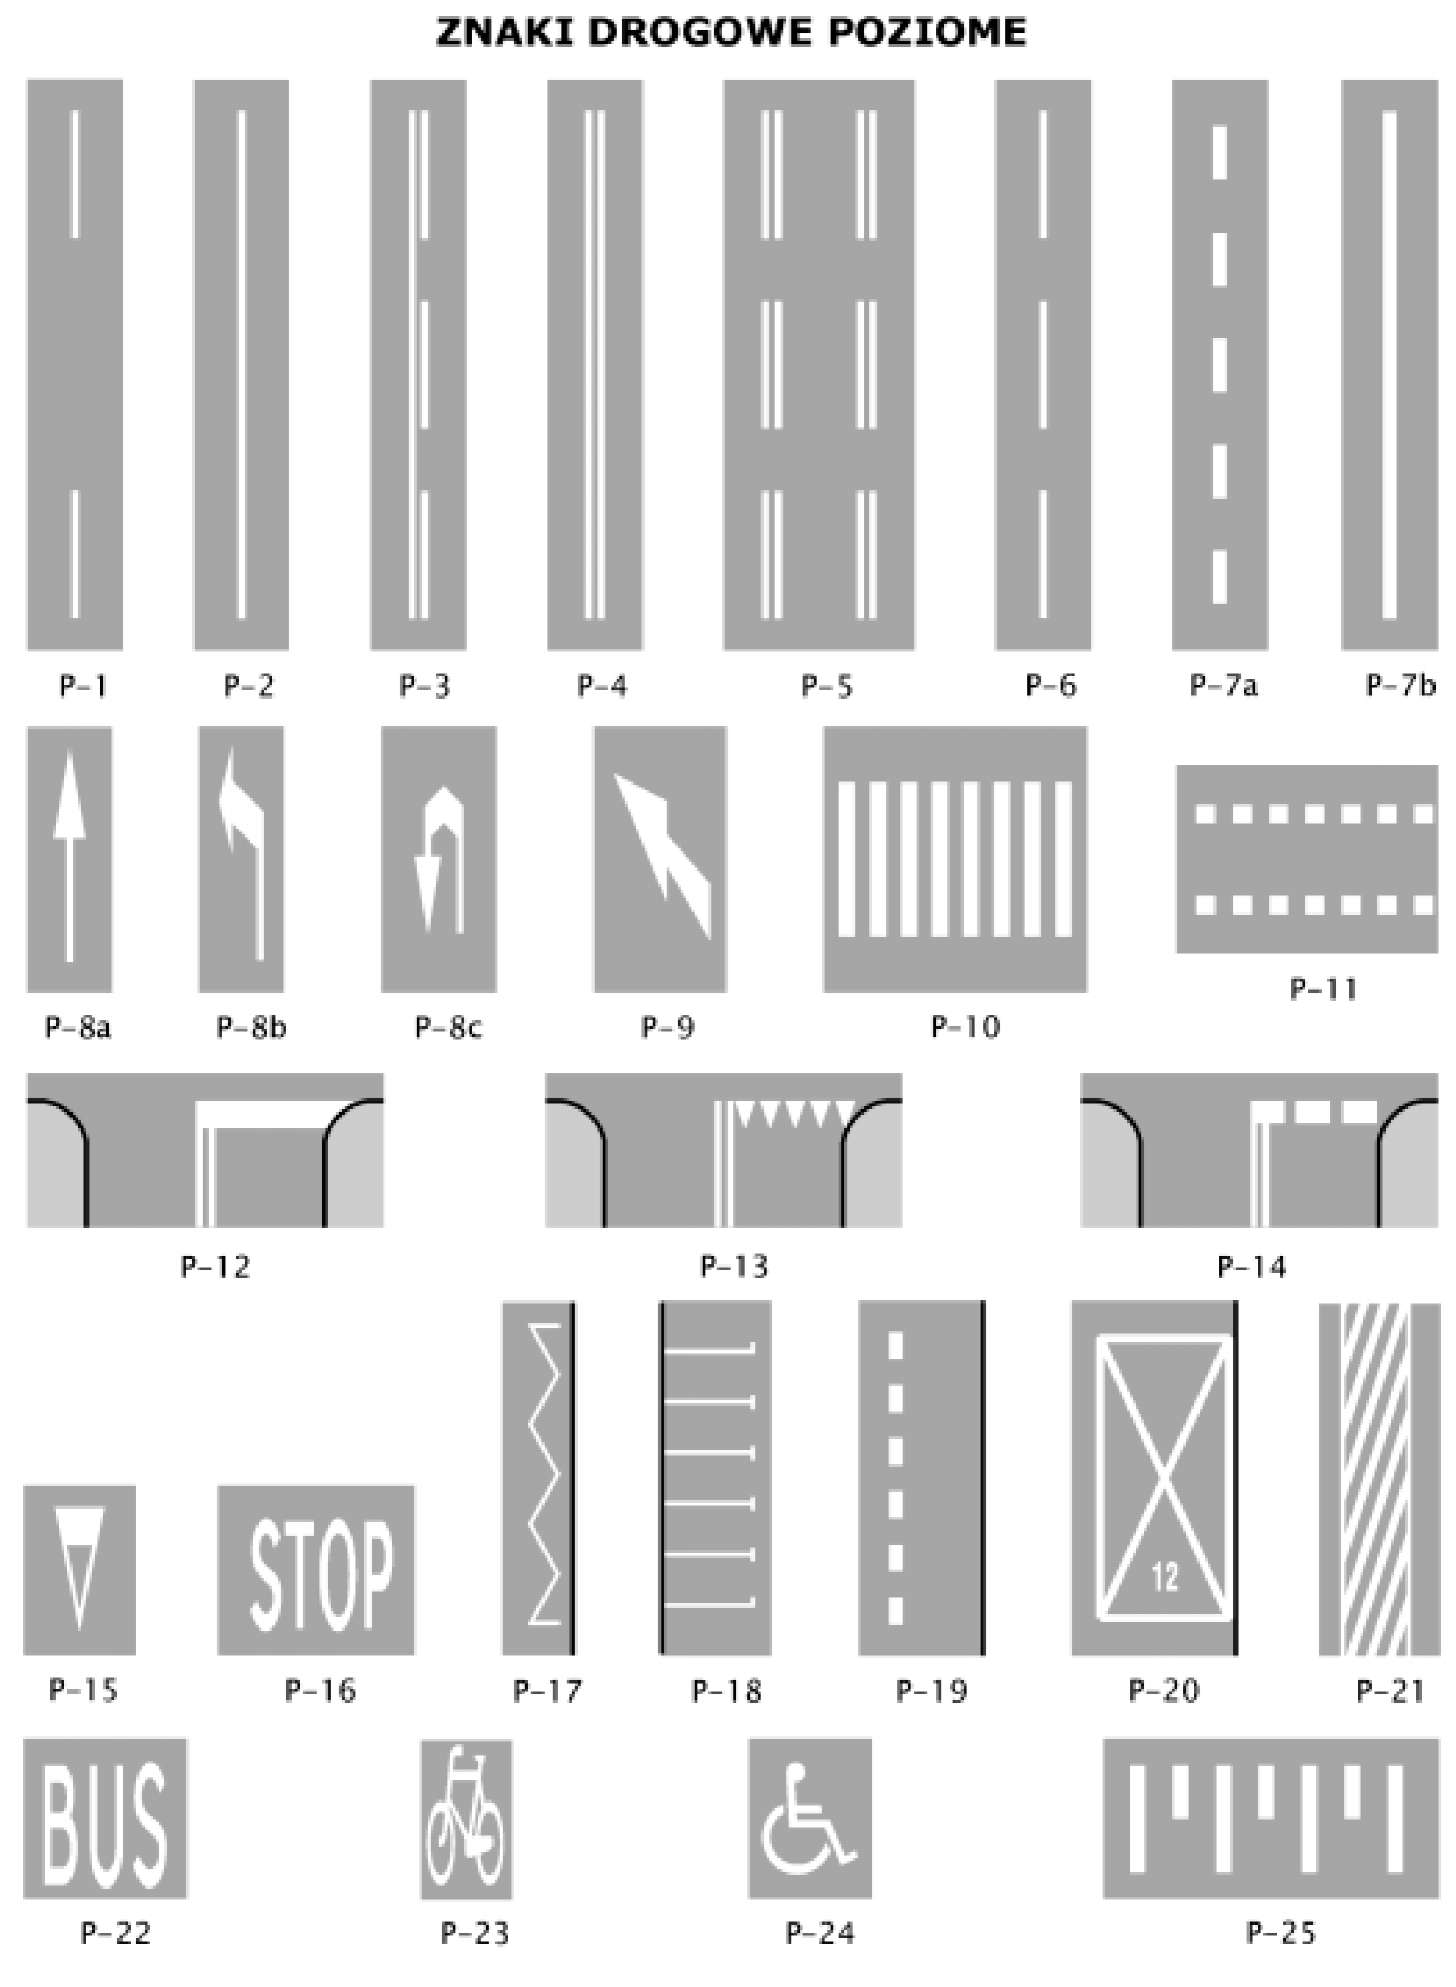 ZNAKI DROGOWE POZIOME
P-1 P-2 P-3 P-4 P-5 P-6 P-7a P-7b
P-8a P-8b P-8c P-9 P-10 P-11
P-12 P-13 P-14
12
STOP
P-15 P-16 P-17 P-18 P-19 P-20 P-21
BUS
P-22 P-23 P-24 P-25